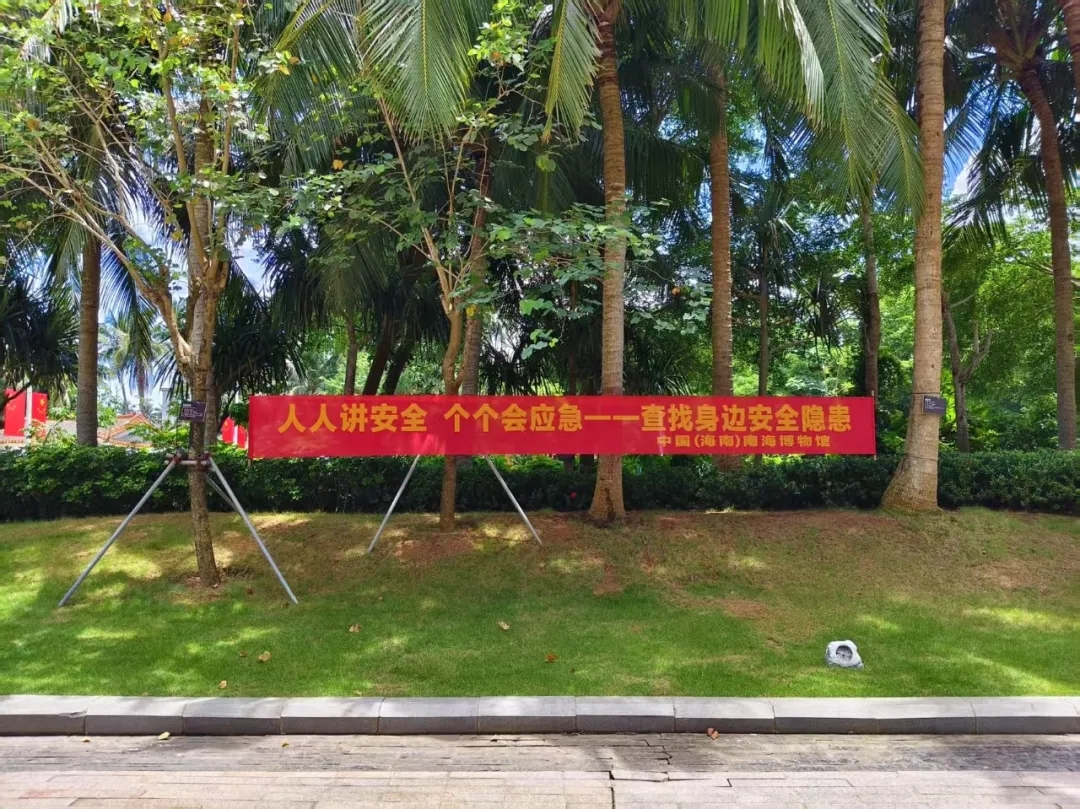 人人讲安全 个个会应急——查找身边安全隐患
中国(海南)南海博物馆